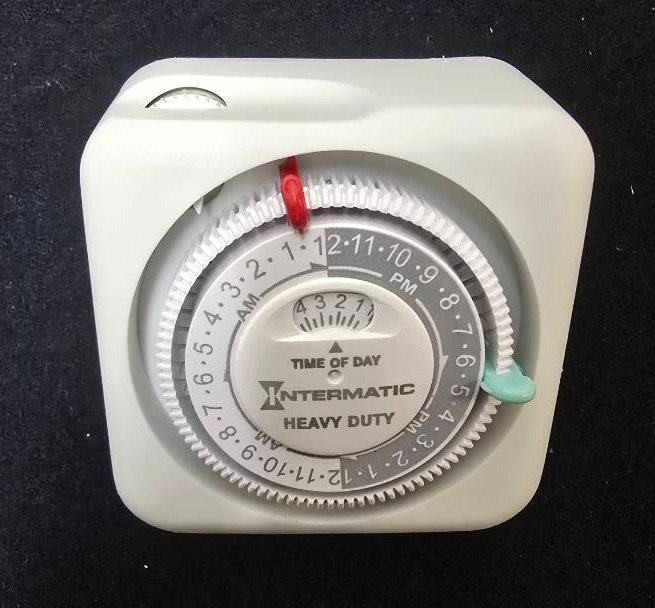 12·11·10·9·8·7·6·5·4·3·2·1·12·11·10·9·8·7·6·5·4·3·2·1·
PM
AM
4 3 2 1
TIME OF DAY
INTERMATIC
HEAVY DUTY
PM
AM